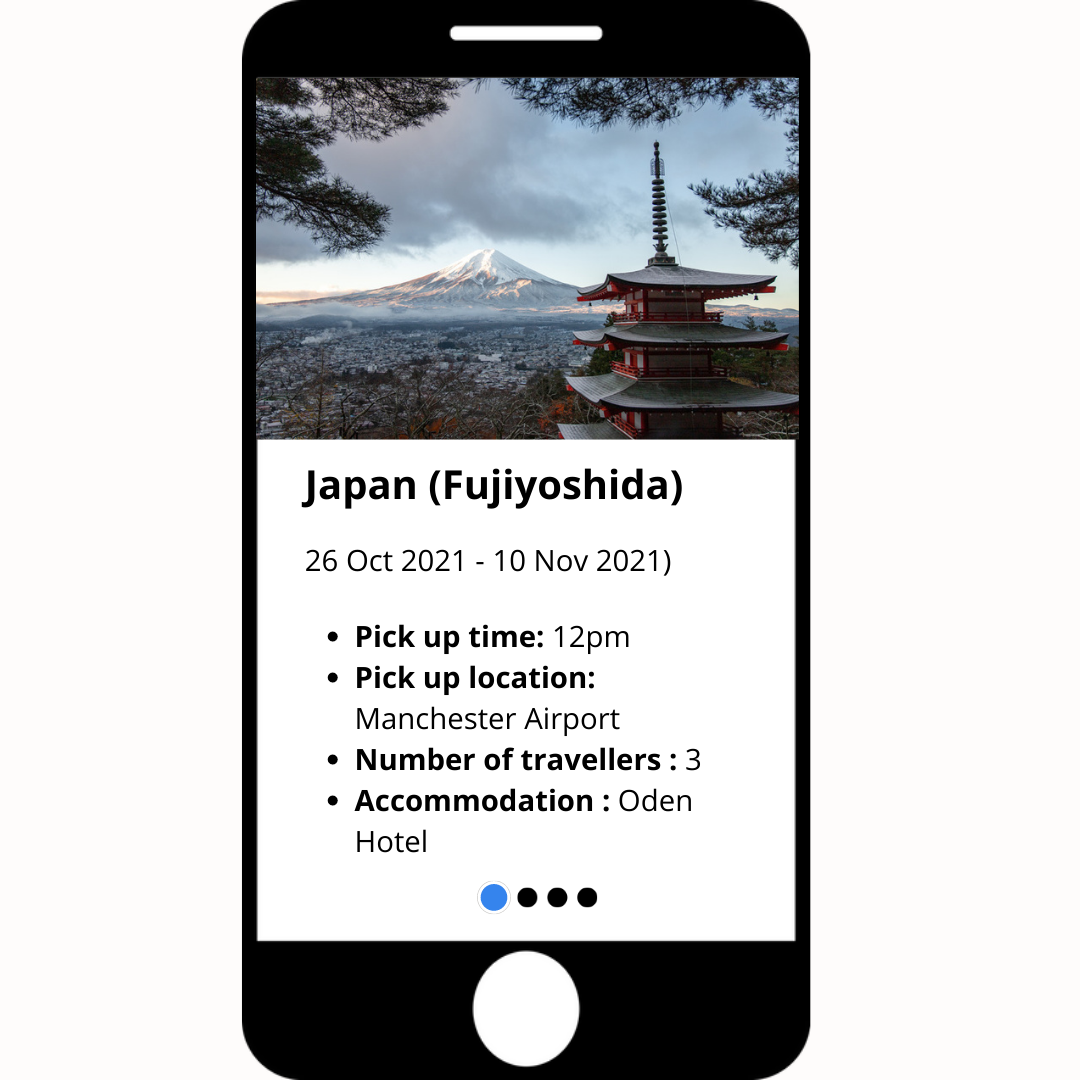 Japan (Fujiyoshida)
26 Oct 2021 - 10 Nov 2021)
Pick up time: 12pm
Pick up location:
Manchester Airport
Number of travellers : 3
Accommodation : Oden
Hotel